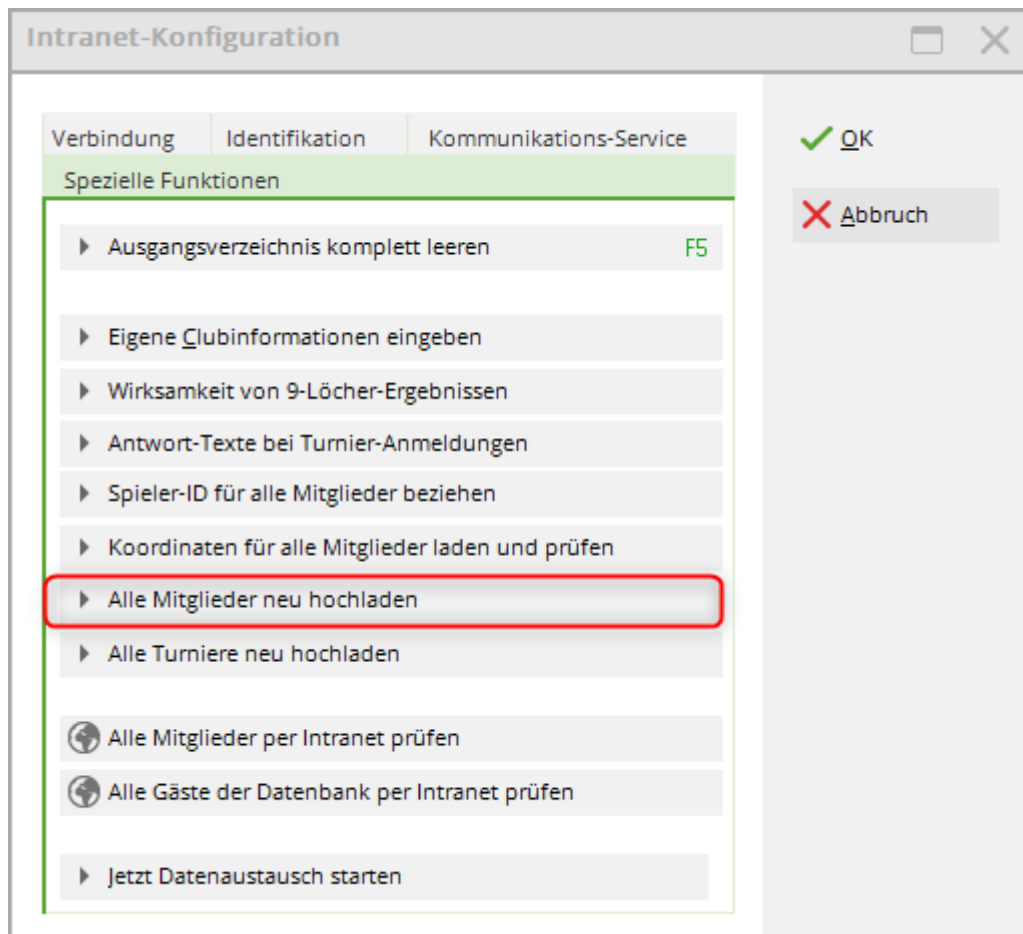 Intranet-Konfiguration
Verbindung Identifikation Kommunikations-Service
Spezielle Funktionen
Ausgangsverzeichnis komplett leeren F5
Eigene Clubinformationen eingeben
Wirksamkeit von 9-Löcher-Ergebnissen
Antwort-Texte bei Turnier-Anmeldungen
Spieler-ID für alle Mitglieder beziehen
Koordinaten für alle Mitglieder laden und prüfen
Alle Mitglieder neu hochladen
Alle Turniere neu hochladen
Alle Mitglieder per Intranet prüfen
Alle Gäste der Datenbank per Intranet prüfen
Jetzt Datenaustausch starten
OK
Abbruch